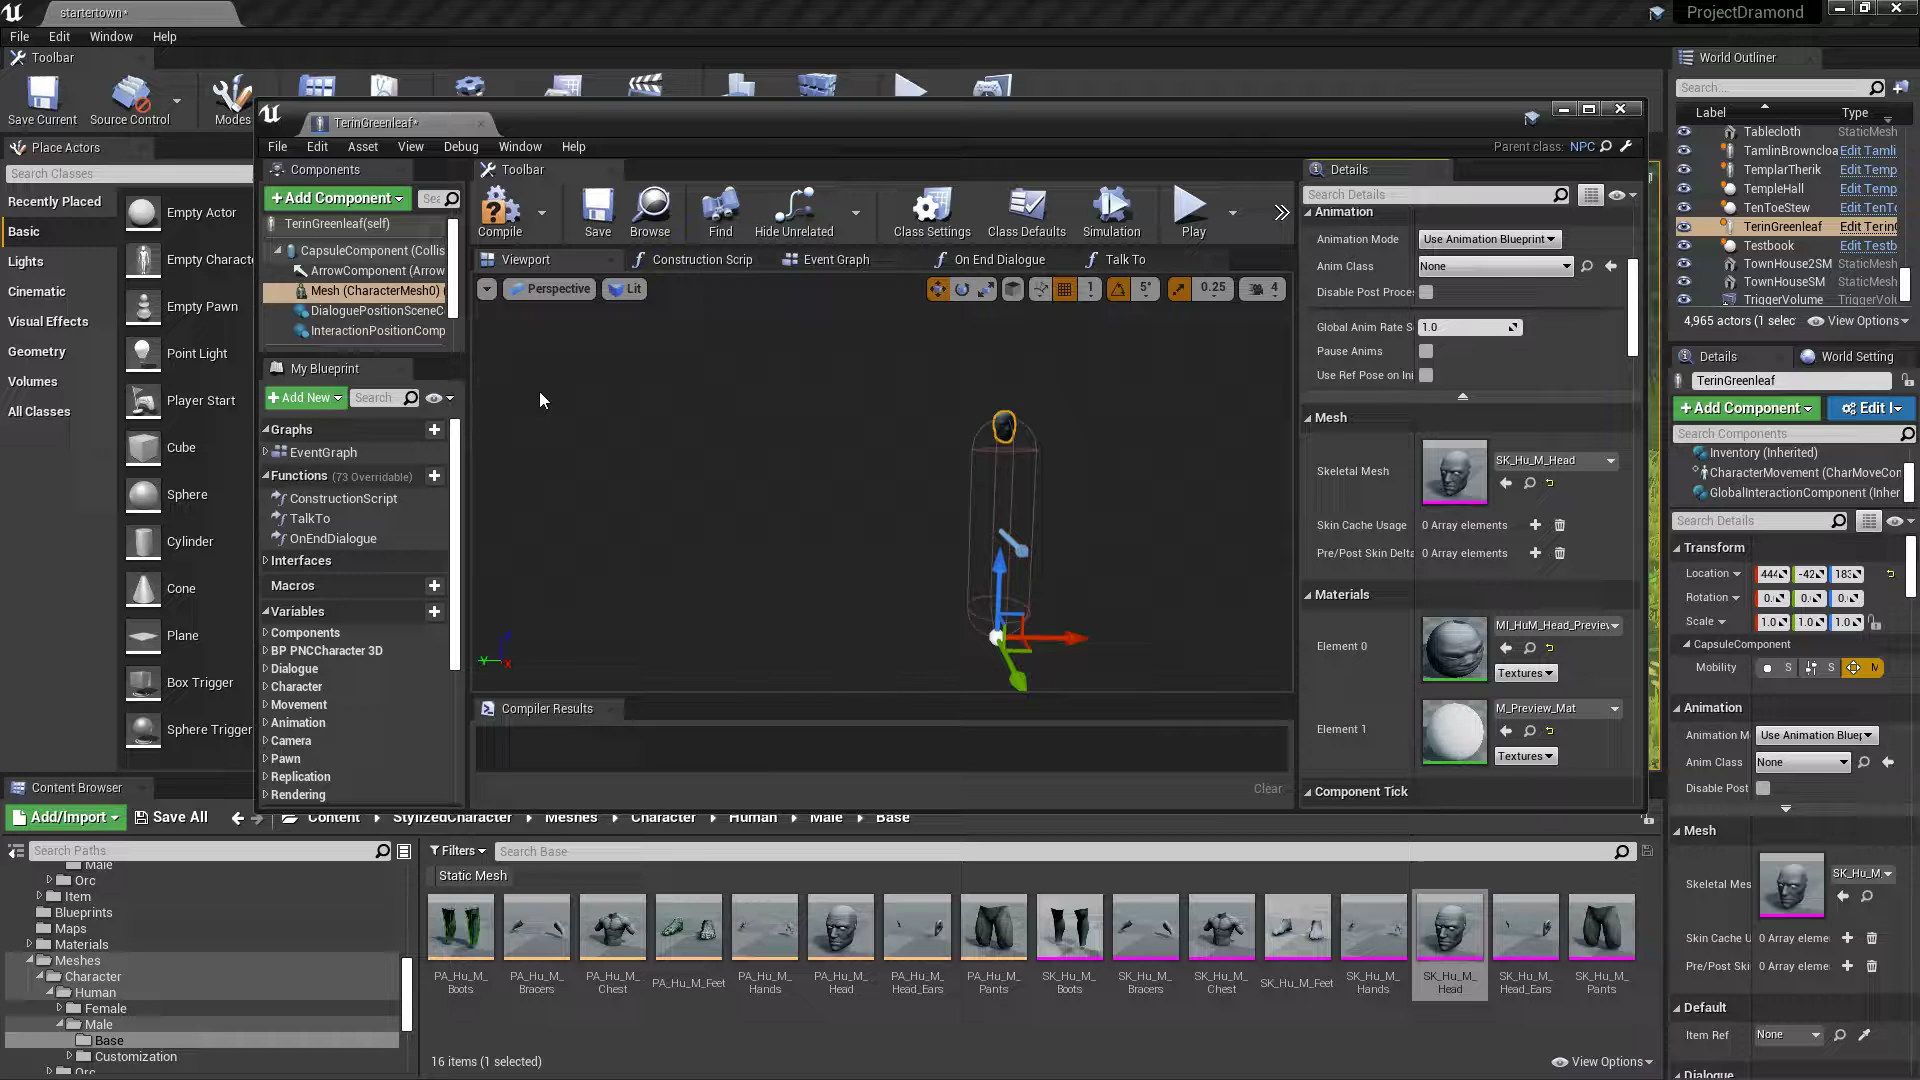 startertown*
ProjectDramond
File Edit Window Help
Toolbar
World Outliner
Save Current Source Control Modes
Search...
Label Type
Tablecloth StaticMesh
TamlinBrowncloa Edit Tamli
TemplarTherik Edit Temp
TempleHall Edit Temp
TenToeStew Edit TenTo
TerinGreenleaf Edit Terin
Testbook Edit Testb
TownHouse2SM StaticMesh
TownHouseSM StaticMesh
TriggerVolume TriggerVolu
4,965 actors (1 selec View Options
Place Actors
Search Classes
Recently Placed
Basic
Lights
Cinematic
Visual Effects
Geometry
Volumes
All Classes
Empty Actor
Empty Characte
Empty Pawn
Point Light
Player Start
Cube
Sphere
Cylinder
Cone
Plane
Box Trigger
Sphere Trigger
TerinGreenleaf*
File Edit Asset View Debug Window Help
Parent class: NPC
Components
Add Component
TerinGreenleaf(self)
CapsuleComponent (Collis
ArrowComponent (Arrow
Mesh (CharacterMesh0) (
DialoguePositionSceneC
InteractionPositionComp
My Blueprint
Add New Search
Graphs
EventGraph
Functions (73 Overridable)
ConstructionScript
TalkTo
OnEndDialogue
Interfaces
Macros
Variables
Components
BP PNCCharacter 3D
Dialogue
Character
Movement
Animation
Camera
Pawn
Replication
Rendering
Toolbar
Compile Save Browse Find Hide Unrelated Class Settings Class Defaults Simulation Play
Viewport Construction Scrip Event Graph On End Dialogue Talk To
Perspective Lit
1 5° 0.25 4
Y X
Compiler Results
Clear
Details
Search Details
Animation
Animation Mode Use Animation Blueprint
Anim Class None
Disable Post Proce
Global Anim Rate S 1.0
Pause Anims
Use Ref Pose on Ini
Mesh
Skeletal Mesh SK_Hu_M_Head
Skin Cache Usage 0 Array elements
Pre/Post Skin Delta 0 Array elements
Materials
Element 0 MI_HuM_Head_Preview
Textures
Element 1 M_Preview_Mat
Textures
Component Tick
Details World Setting
TerinGreenleaf
Add Component Edit
Search Components
Inventory (Inherited)
CharacterMovement (CharMoveCor
GlobalInteractionComponent (Inher
Search Details
Transform
Location 444 -42 183
Rotation 0. 0. 0.
Scale 1.0 1.0 1.0
CapsuleComponent
Mobility S S M
Animation
Animation M Use Animation Bluep
Anim Class None
Disable Post
Mesh
Skeletal Mes SK_Hu_M_
Skin Cache U 0 Array eleme
Pre/Post Ski 0 Array eleme
Default
Item Ref None
Dialogue
Content Browser
Add/Import Save All Content StylizedCharacter Meshes Character Human Male Base
Search Paths
Male
Orc
Item
Blueprints
Maps
Materials
Meshes
Character
Human
Female
Male
Base
Customization
Orc
Filters Search Base
Static Mesh
PA_Hu_M_Boots
PA_Hu_M_Bracers
PA_Hu_M_Chest
PA_Hu_M_Feet
PA_Hu_M_Hands
PA_Hu_M_Head
PA_Hu_M_Head_Ears
PA_Hu_M_Pants
SK_Hu_M_Boots
SK_Hu_M_Bracers
SK_Hu_M_Chest
SK_Hu_M_Feet
SK_Hu_M_Hands
SK_Hu_M_Head
SK_Hu_M_Head_Ears
SK_Hu_M_Pants
16 items (1 selected)
View Options